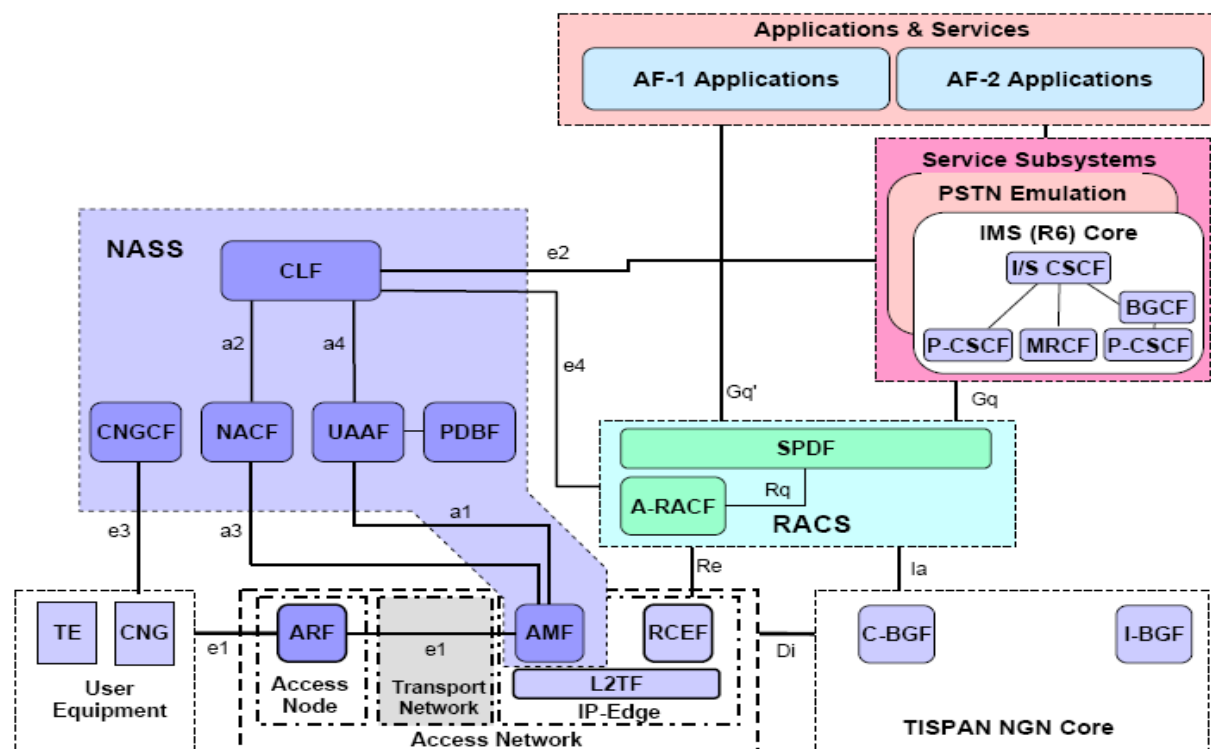 Applications & Services
AF-1 Applications
AF-2 Applications
Service Subsystems
PSTN Emulation
IMS (R6) Core
I/S CSCF
BGCF
P-CSCF
MRCF
P-CSCF
NASS
CLF
e2
a2
a4
e4
Gq'
Gq
CNGCF
NACF
UAAF
PDBF
SPDF
Rq
A-RACF
RACS
e3
a3
a1
Re
Ia
TE
CNG
e1
ARF
e1
AMF
RCEF
Di
C-BGF
I-BGF
User
Equipment
Access
Node
Transport
Network
L2TF
IP-Edge
Access Network
TISPAN NGN Core